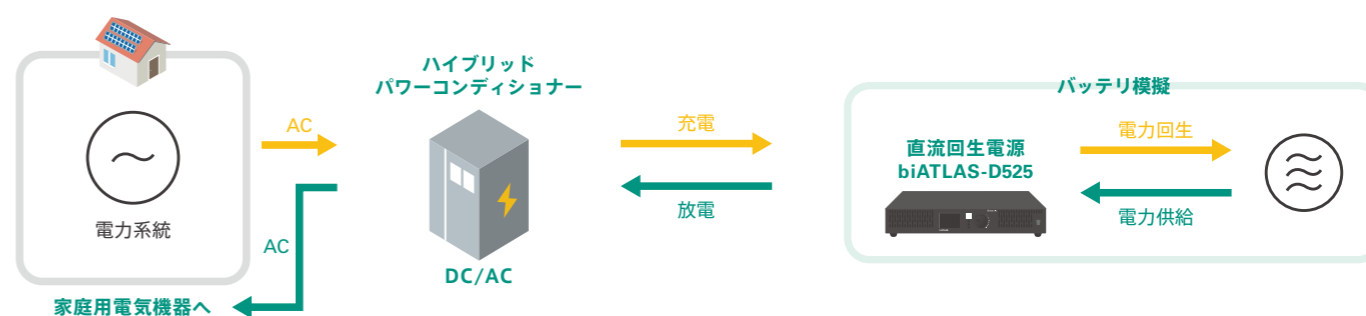 電力系統
AC
AC
家庭用電気機器へ
ハイブリッド
パワーコンディショナー
DC/AC
充電
放電
バッテリ模擬
直流回生電源
biATLAS-D525
電力回生
電力供給